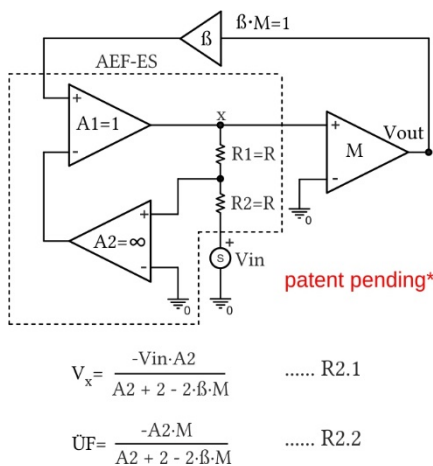 ß
ß·M=1
AEF-ES
+
A1=1
-
x
R1=R
+
M
-
Vout
0
R2=R
+
A2=∞
-
0
+
S
Vin
0
patent pending*
Vx= -Vin·A2 / A2 + 2 - 2·ß·M ...... R2.1
ÜF= -A2·M / A2 + 2 - 2·ß·M ...... R2.2